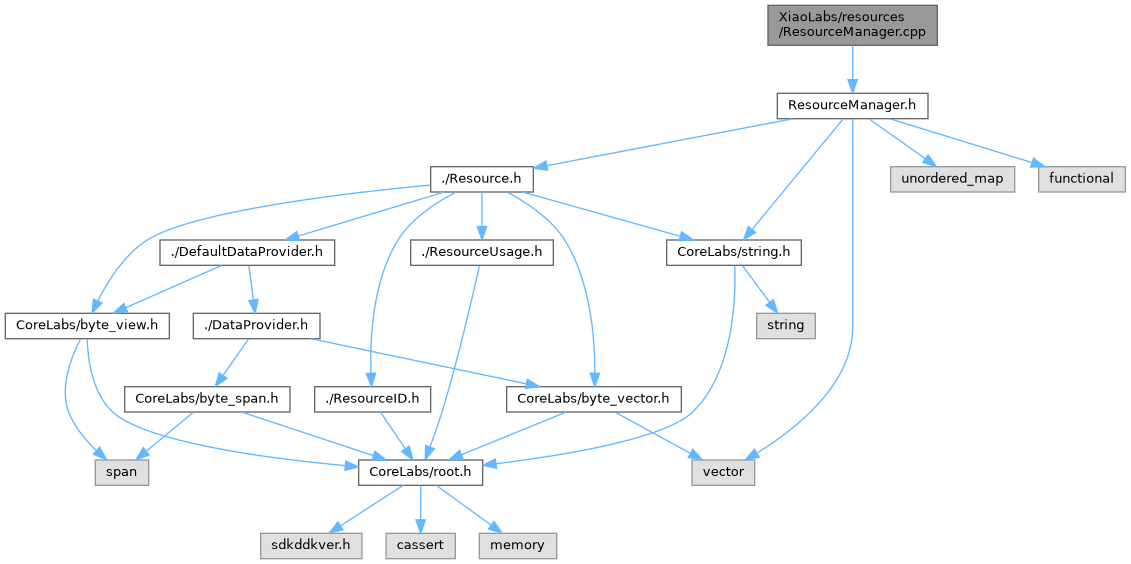 XiaoLabs/resources
/ResourceManager.cpp
ResourceManager.h
./Resource.h
unordered_map
functional
./DefaultDataProvider.h
./ResourceUsage.h
CoreLabs/string.h
CoreLabs/byte_view.h
./DataProvider.h
string
CoreLabs/byte_span.h
./ResourceID.h
CoreLabs/byte_vector.h
span
CoreLabs/root.h
vector
sdkddkver.h
cassert
memory